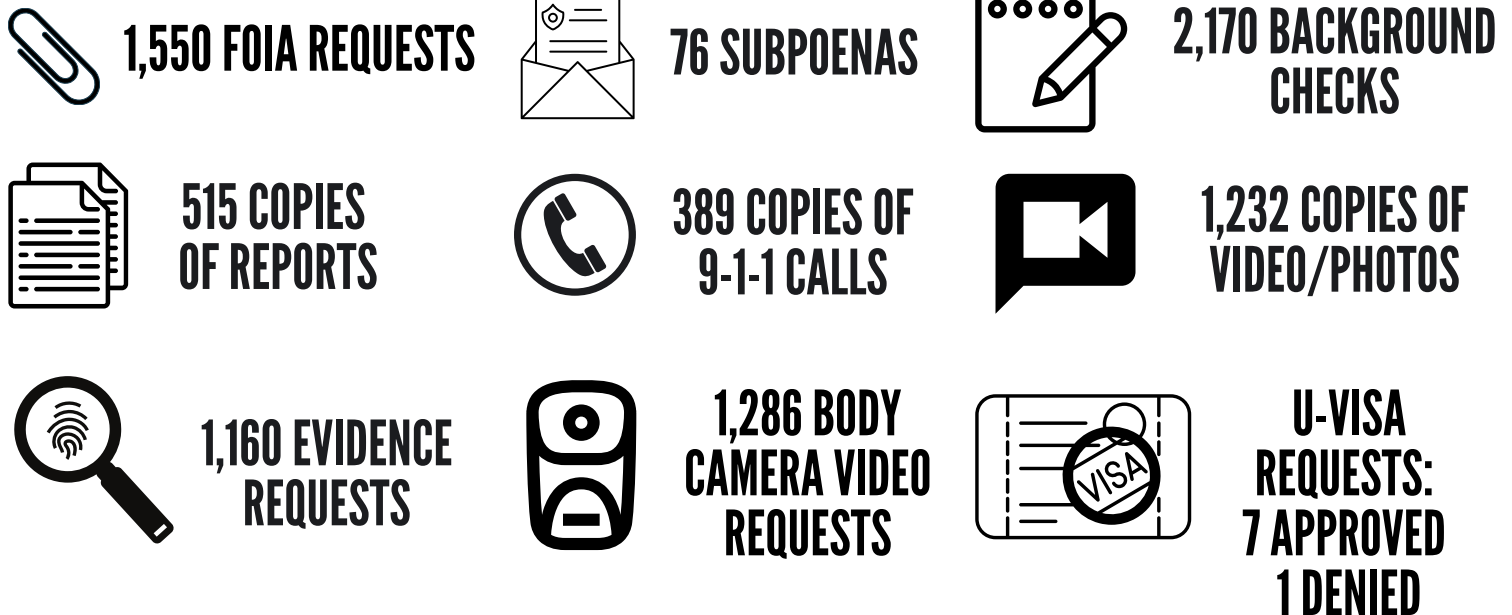 1,550 FOIA REQUESTS
76 SUBPOENAS
2,170 BACKGROUND
CHECKS
515 COPIES
OF REPORTS
389 COPIES OF
9-1-1 CALLS
1,232 COPIES OF
VIDEO/PHOTOS
1,160 EVIDENCE
REQUESTS
1,286 BODY
CAMERA VIDEO
REQUESTS
VISA
U-VISA
REQUESTS:
7 APPROVED
1 DENIED